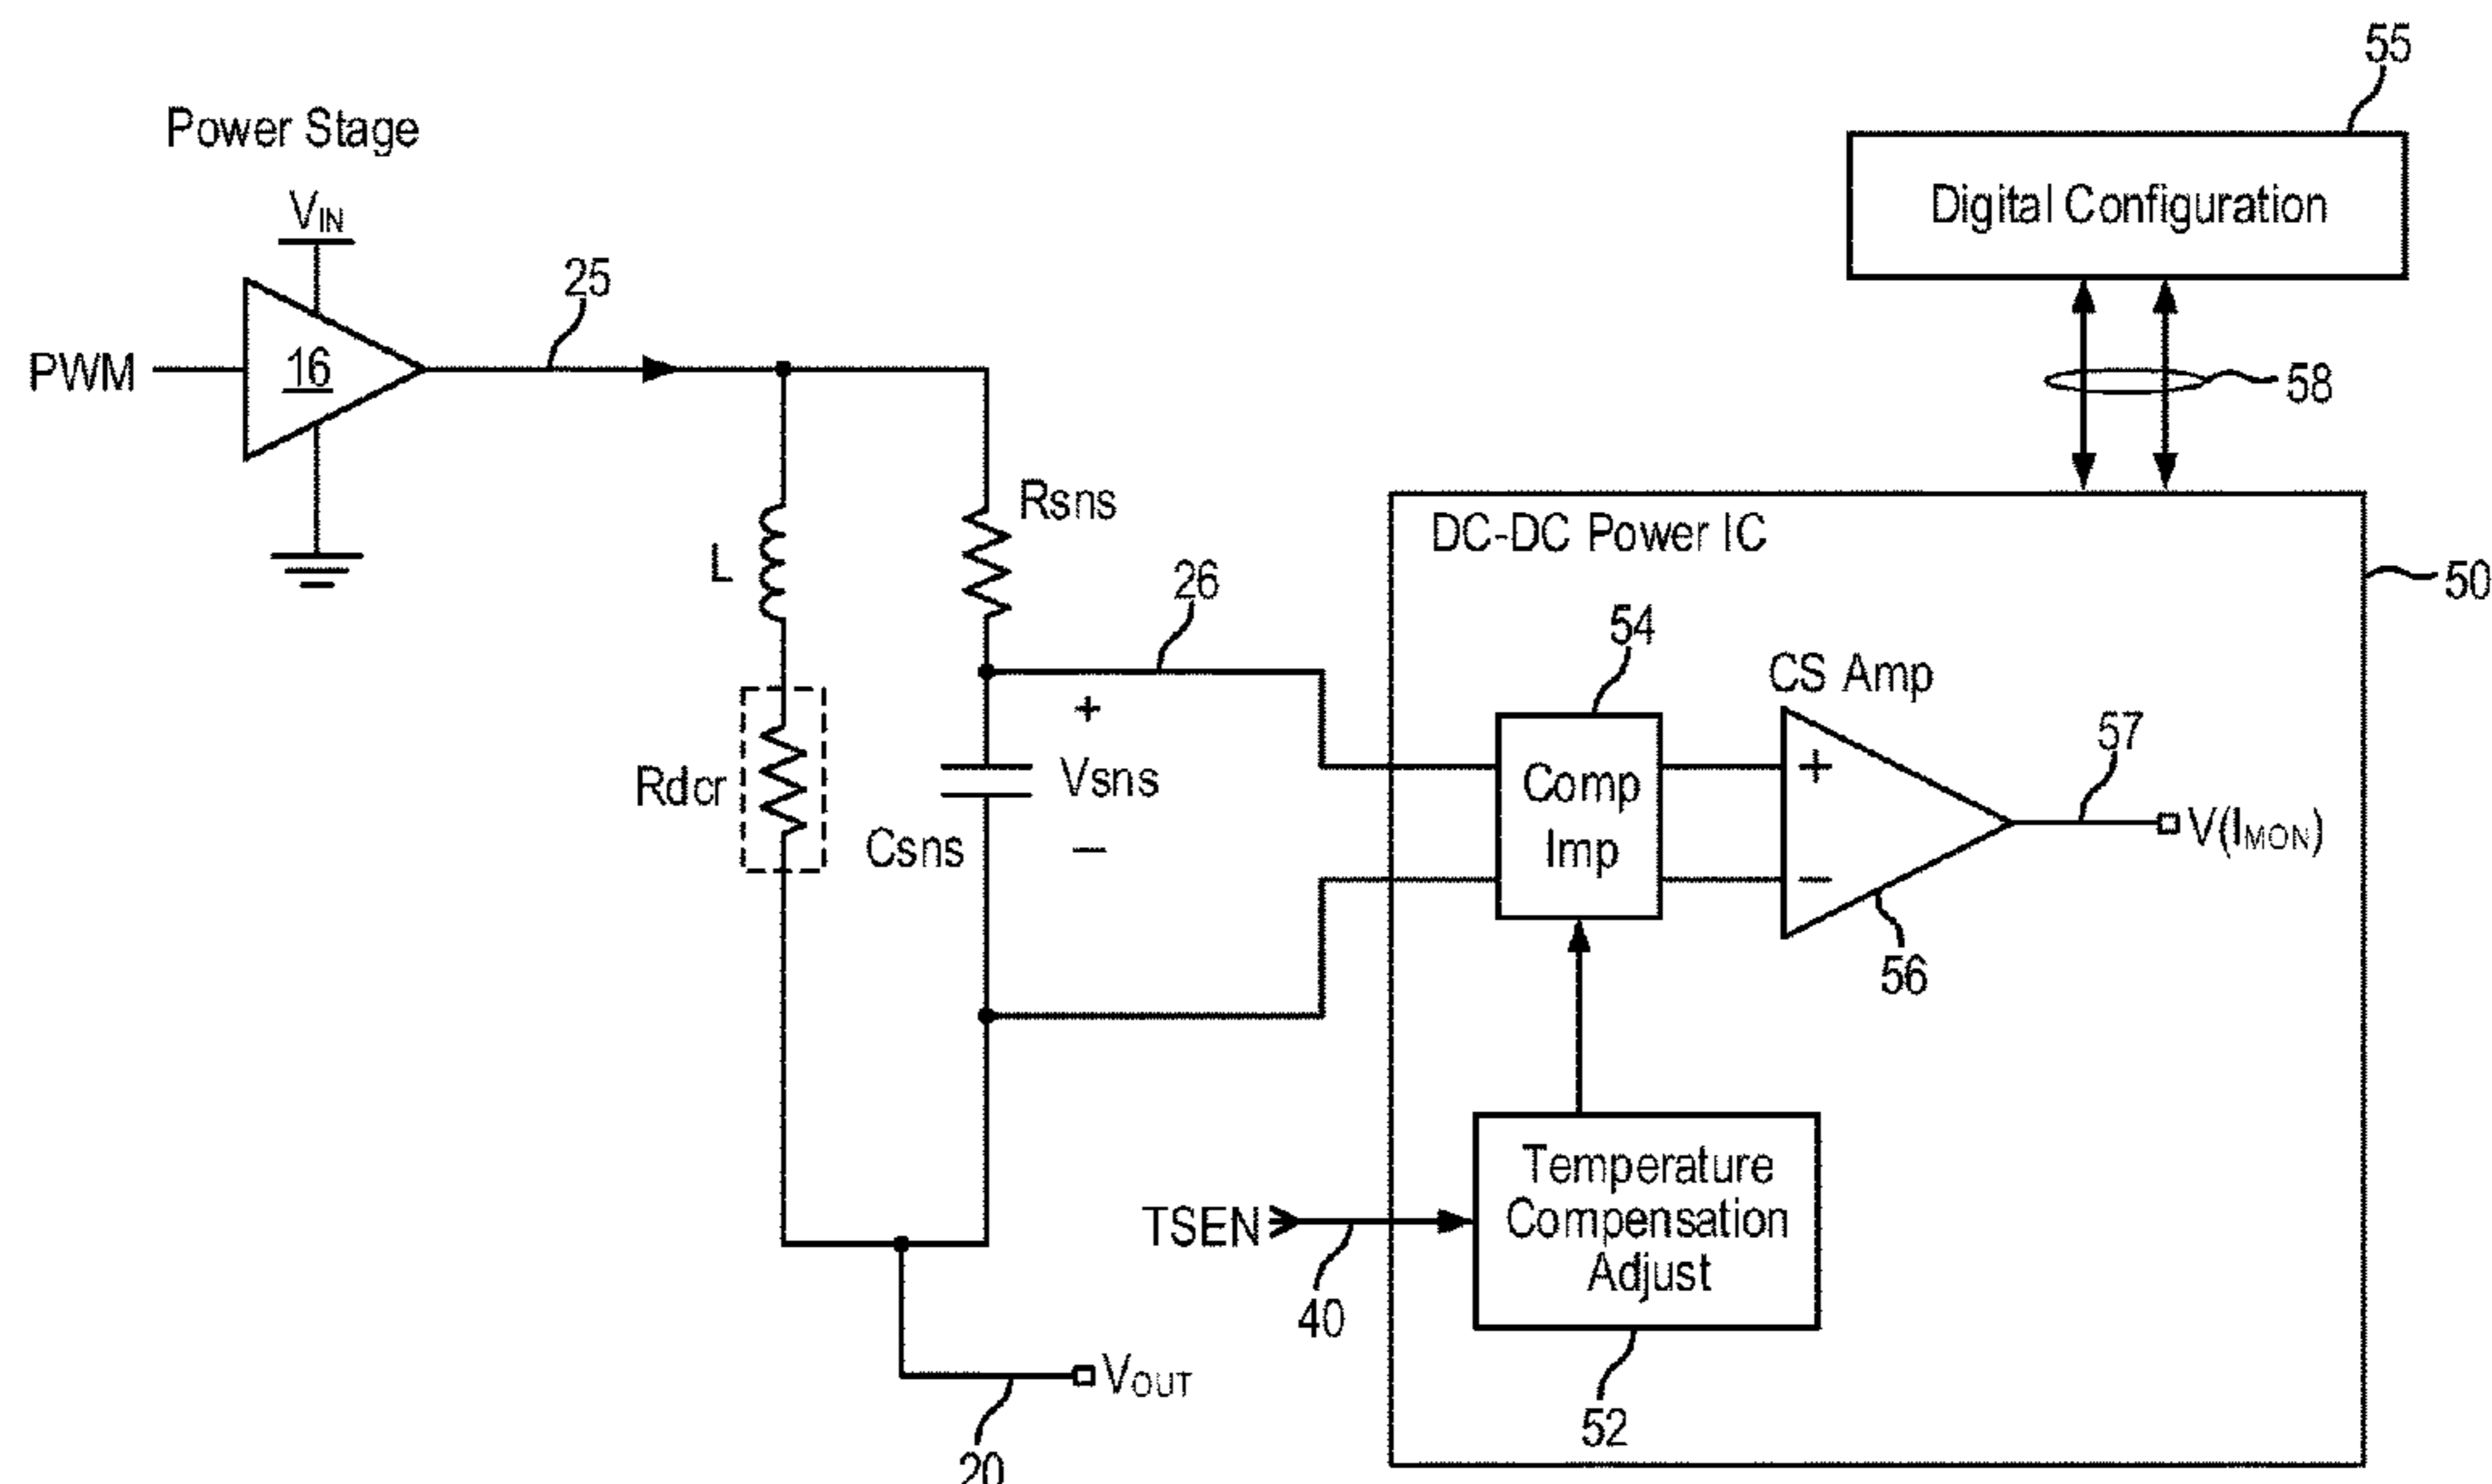 55
Power Stage
Digital Configuration
VIN
25
PWM
16
58
Rsns
DC-DC Power IC
L
26
50
54
CS Amp
+
57
Rdcr
Vsns
Comp
Imp
+
V(IMON)
Csns
−
−
56
Temperature
Compensation
Adjust
TSEN
40
VOUT
52
20